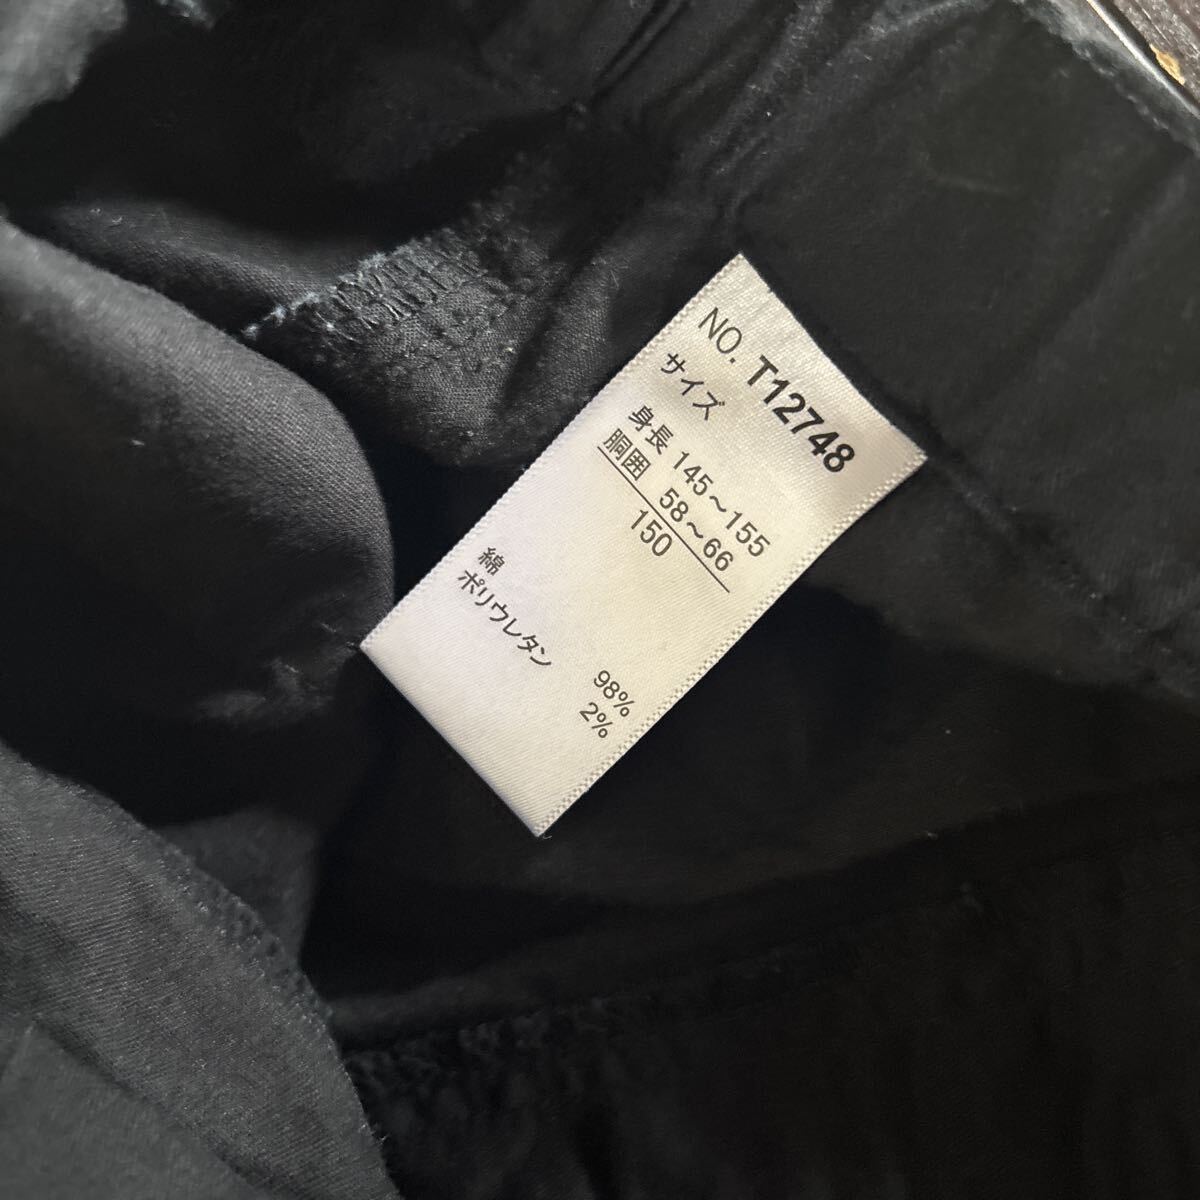 NO. T12748
サイズ
身長 145～155
胴囲 58～66
150
綿 98%
ポリウレタン 2%